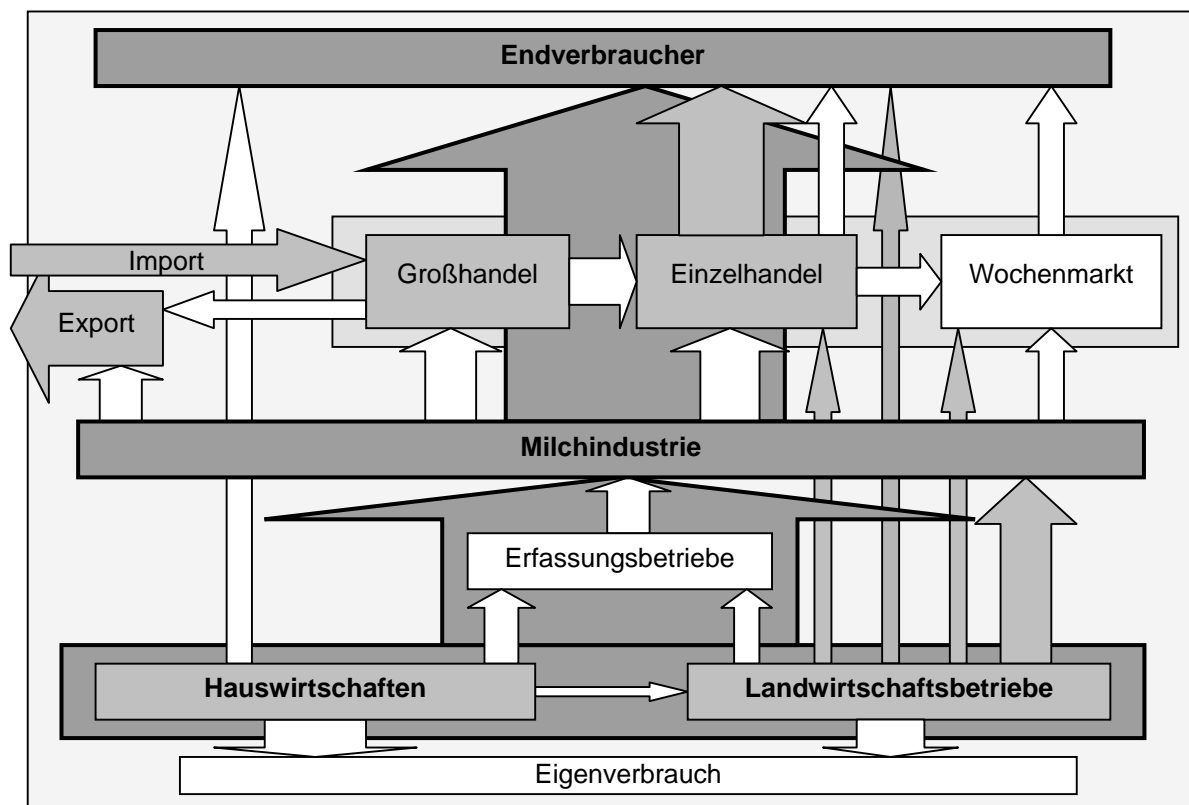 Endverbraucher
Import
Großhandel
Einzelhandel
Wochenmarkt
Export
Milchindustrie
Erfassungsbetriebe
Hauswirtschaften
Landwirtschaftsbetriebe
Eigenverbrauch